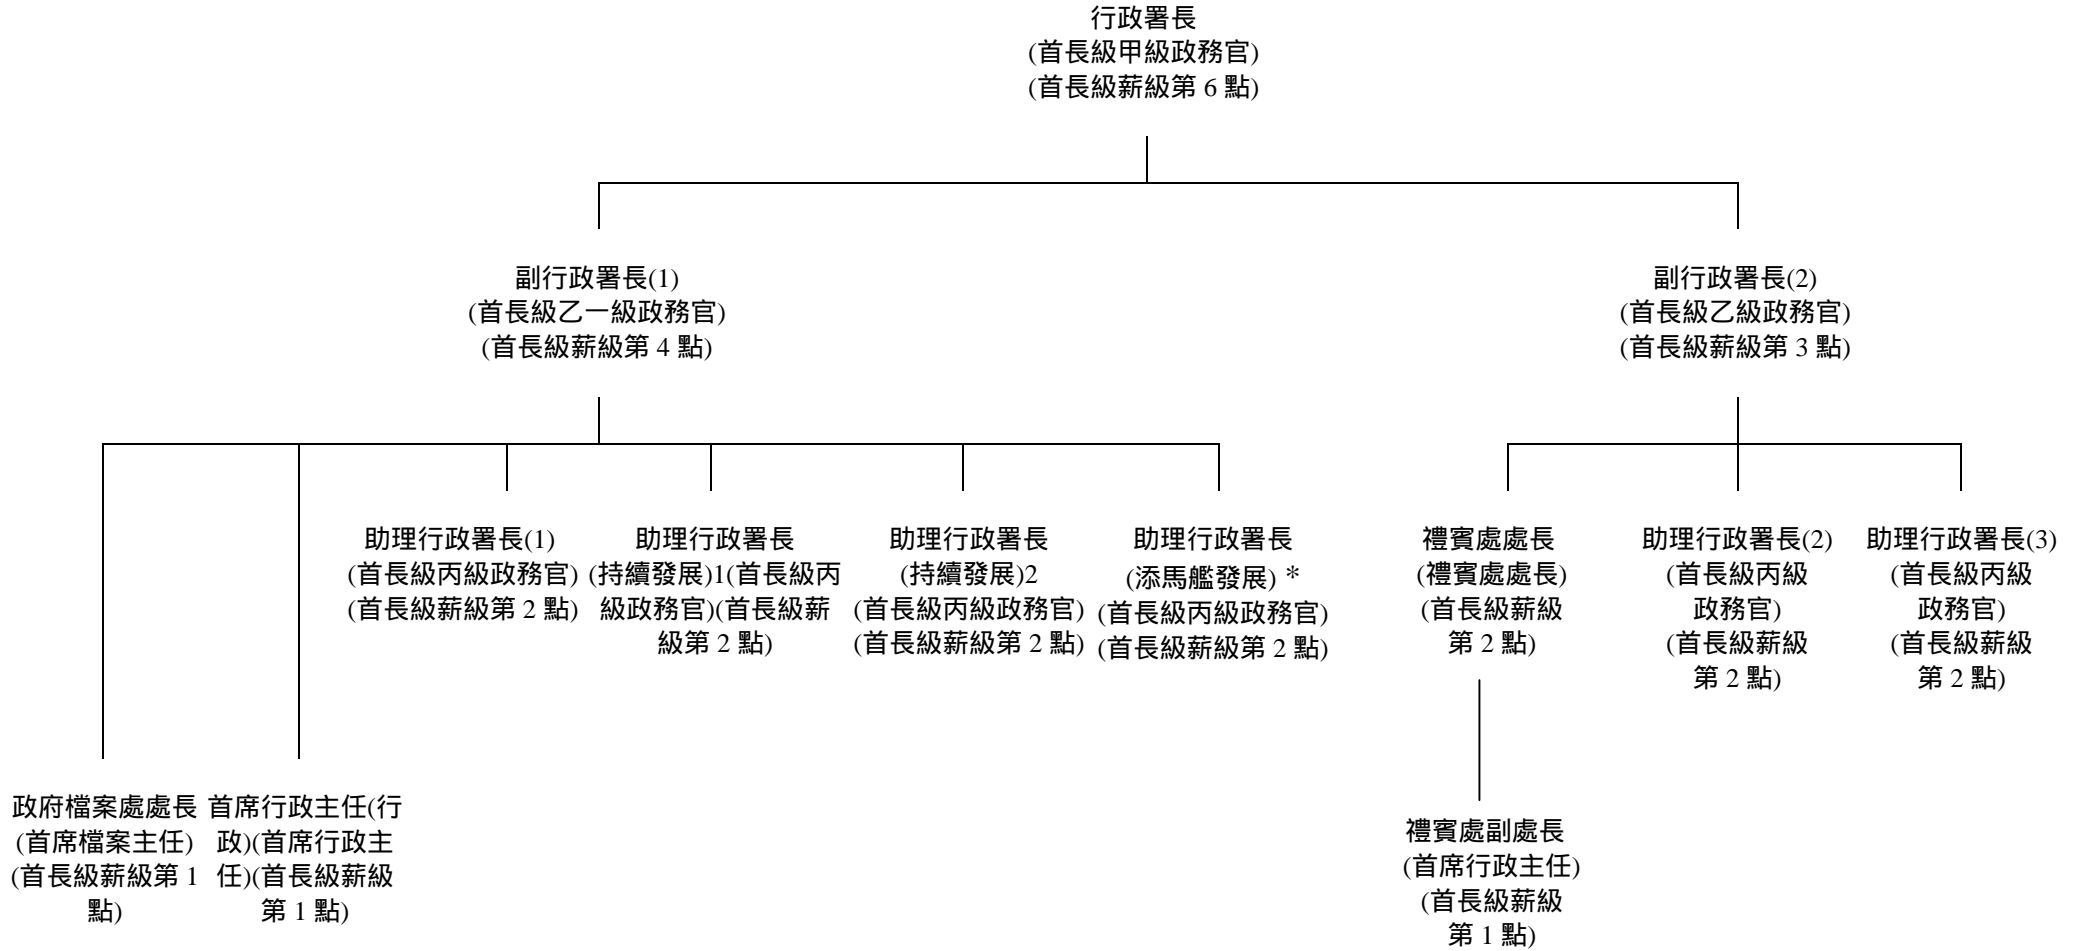 行政署長
(首長級甲級政務官)
(首長級薪級第 6 點)
副行政署長(1)
(首長級乙一級政務官)
(首長級薪級第 4 點)
副行政署長(2)
(首長級乙級政務官)
(首長級薪級第 3 點)
助理行政署長(1)
(首長級丙級政務官)
(首長級薪級第 2 點)
助理行政署長
(持續發展)1(首長級丙
級政務官)(首長級薪
級第 2 點)
助理行政署長
(持續發展)2
(首長級丙級政務官)
(首長級薪級第 2 點)
助理行政署長
(添馬艦發展) *
(首長級丙級政務官)
(首長級薪級第 2 點)
禮賓處處長
(禮賓處處長)
(首長級薪級
第 2 點)
助理行政署長(2)
(首長級丙級
政務官)
(首長級薪級
第 2 點)
助理行政署長(3)
(首長級丙級
政務官)
(首長級薪級
第 2 點)
政府檔案處處長
(首席檔案主任)
(首長級薪級第 1
點)
首席行政主任(行
政)(首席行政主
任)(首長級薪級
第 1 點)
禮賓處副處長
(首席行政主任)
(首長級薪級
第 1 點)